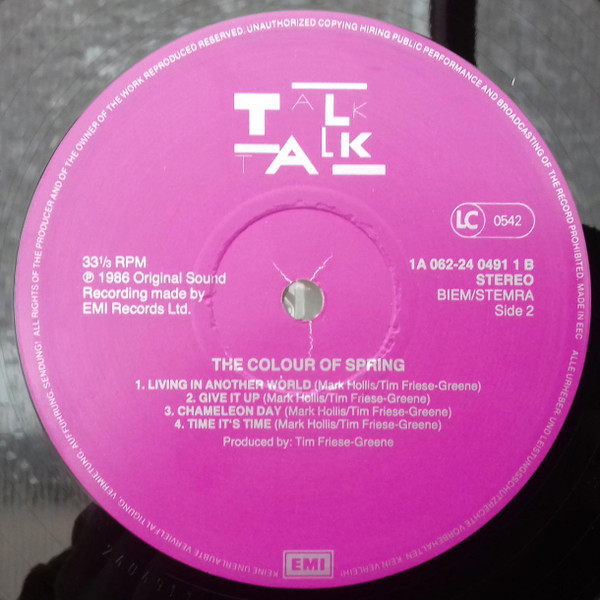 ALL RIGHTS OF THE PRODUCER AND OF THE OWNER OF THE WORK REPRODUCED RESERVED. UNAUTHORIZED COPYING HIRING PUBLIC PERFORMANCE AND BROADCASTING OF THE RECORD PROHIBITED. MADE IN EEC
TALK
TALK
LC 0542
33⅓ RPM
℗ 1986 Original Sound
Recording made by
EMI Records Ltd.
1A 062-24 0491 1 B
STEREO
BIEM/STEMRA
Side 2
THE COLOUR OF SPRING
1. LIVING IN ANOTHER WORLD (Mark Hollis/Tim Friese-Greene)
2. GIVE IT UP (Mark Hollis/Tim Friese-Greene)
3. CHAMELEON DAY (Mark Hollis/Tim Friese-Greene)
4. TIME IT'S TIME (Mark Hollis/Tim Friese-Greene)
Produced by: Tim Friese-Greene
EMI
ALLE URHEBER UND LEISTUNGSSCHUTZRECHTE VORBEHALTEN. KEIN VERLEIH! KEINE UNERLAUBTE VERVIELFÄLTIGUNG, VERMIETUNG, AUFFÜHRUNG, SENDUNG!